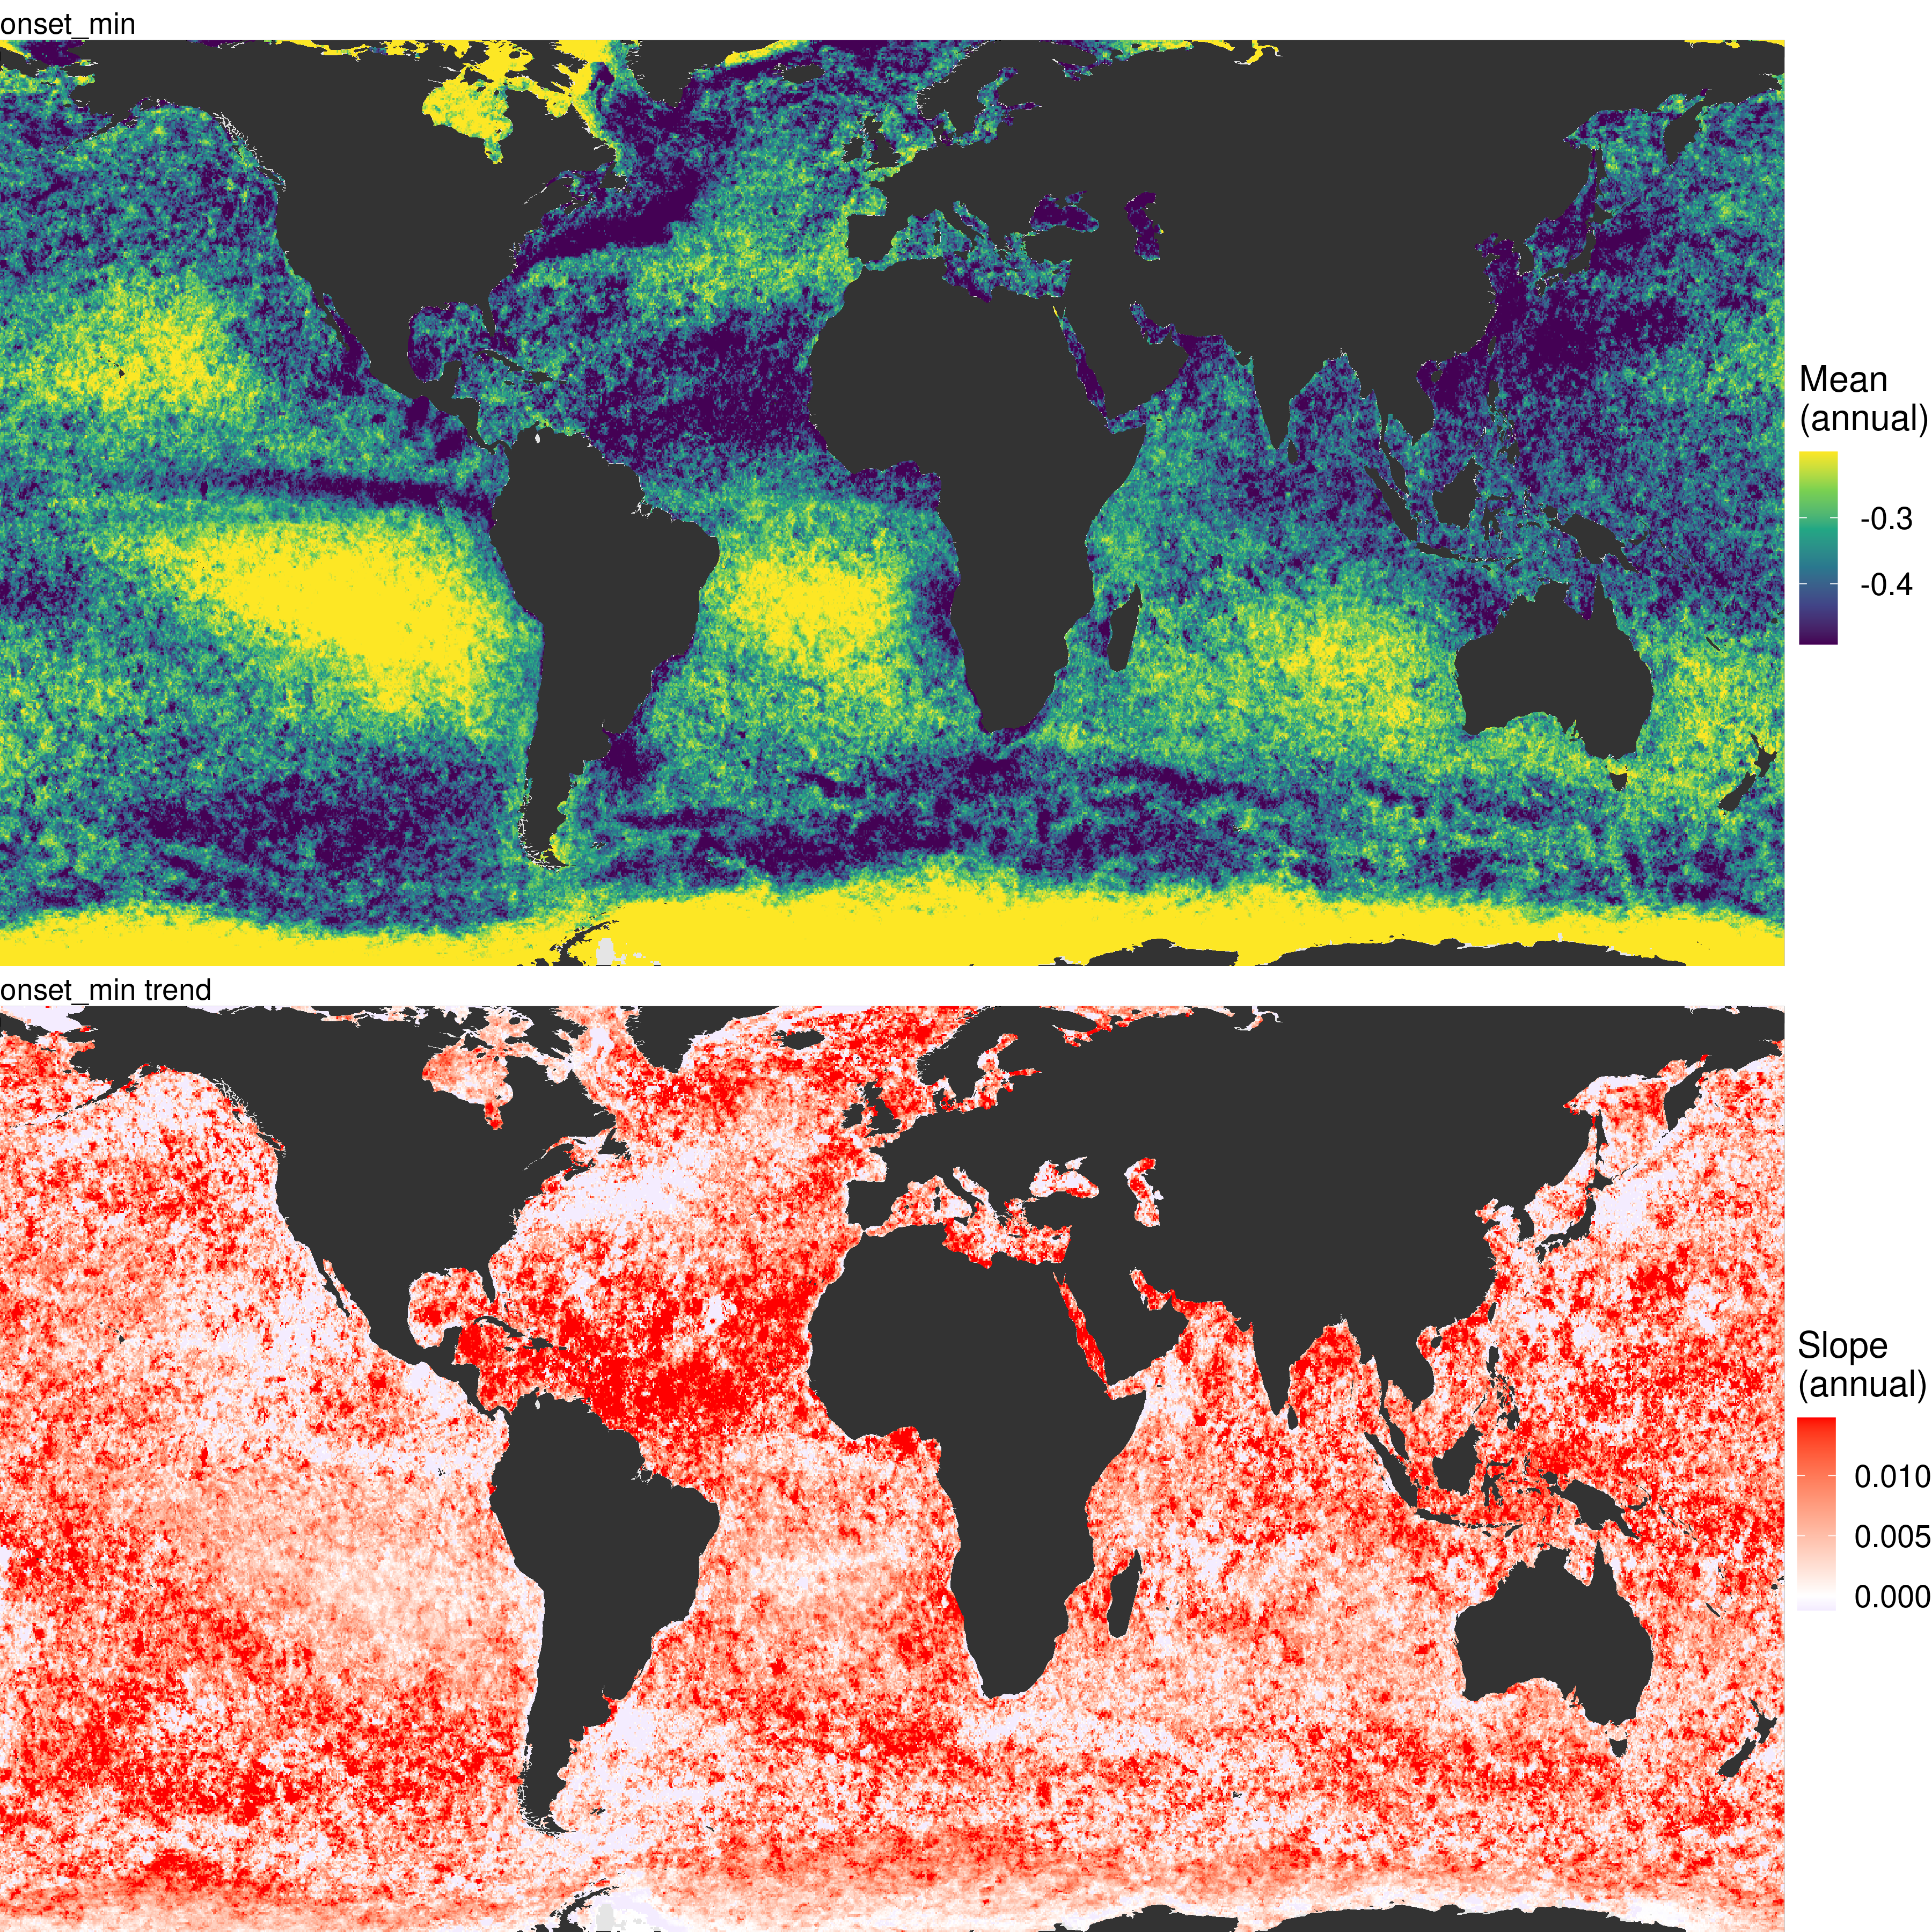 onset_min
Mean
(annual)
-0.3
-0.4
onset_min trend
Slope
(annual)
0.010
0.005
0.000